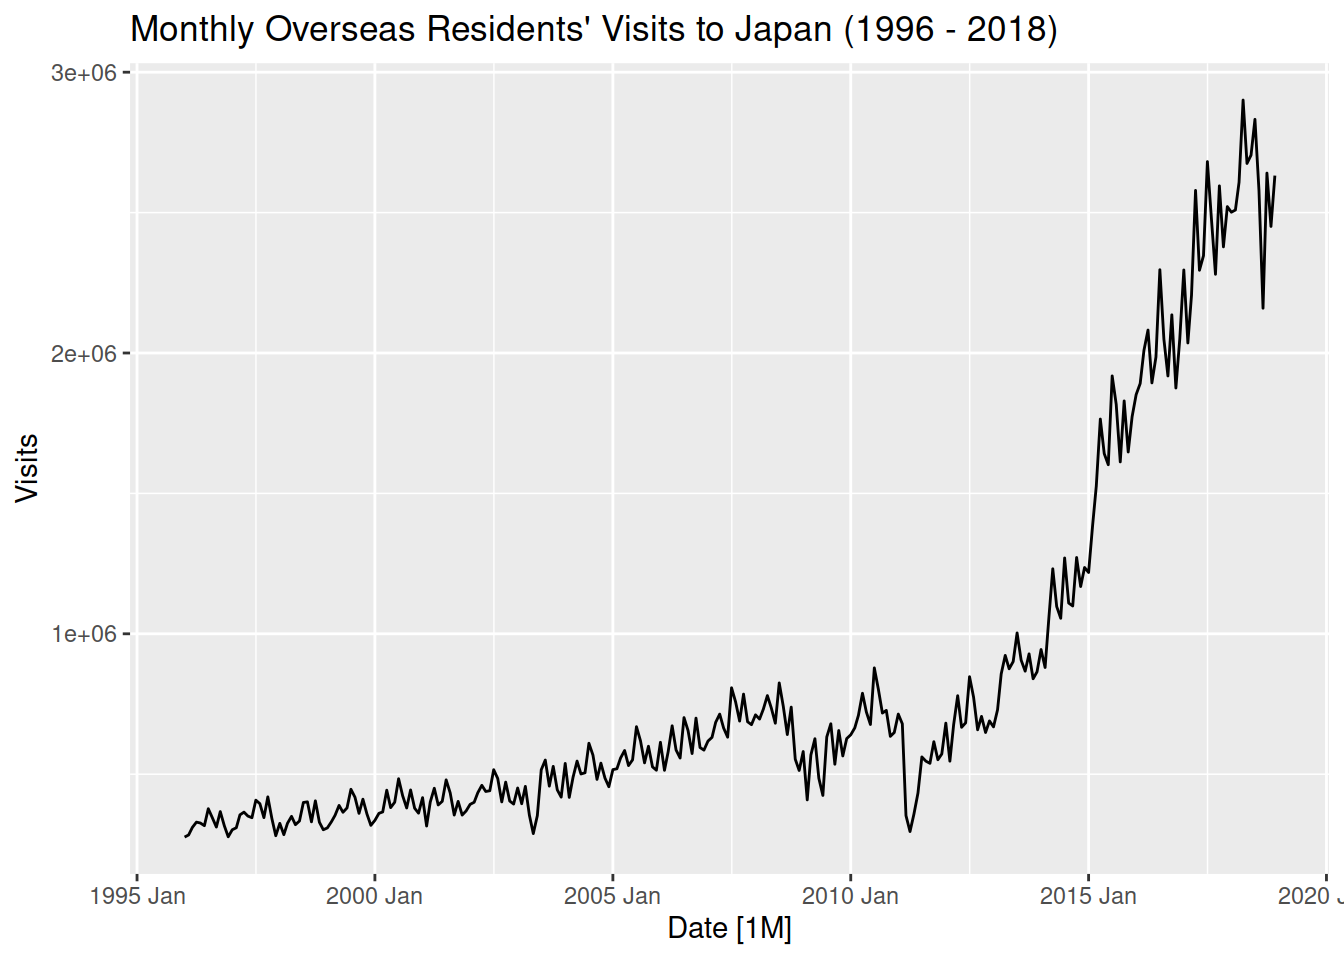 Monthly Overseas Residents' Visits to Japan (1996 - 2018)
3e+06
2e+06
1e+06
Visits
1995 Jan 2000 Jan 2005 Jan 2010 Jan 2015 Jan 2020 J
Date [1M]